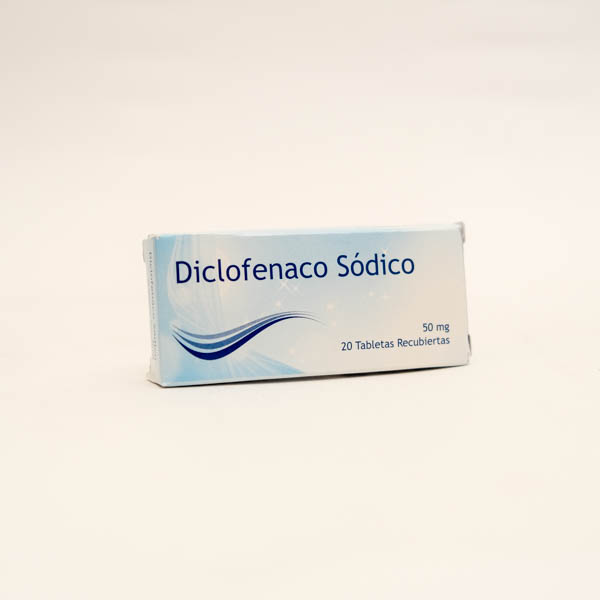 Diclofenaco Sódico
50 mg
20 Tabletas Recubiertas